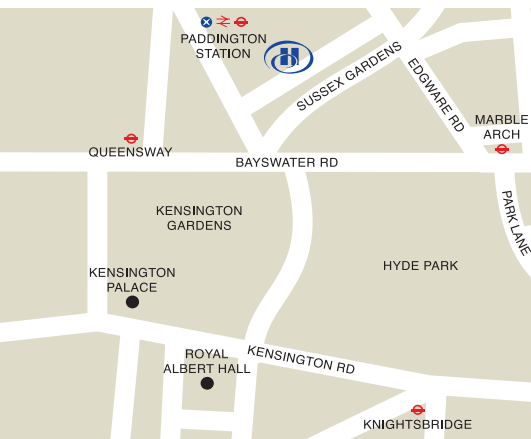 PADDINGTON
STATION
H
SUSSEX GARDENS
EDGWARE RD
MARBLE
ARCH
QUEENSWAY
BAYSWATER RD
PARK LANE
KENSINGTON
GARDENS
HYDE PARK
KENSINGTON
PALACE
ROYAL
ALBERT HALL
KENSINGTON RD
KNIGHTSBRIDGE